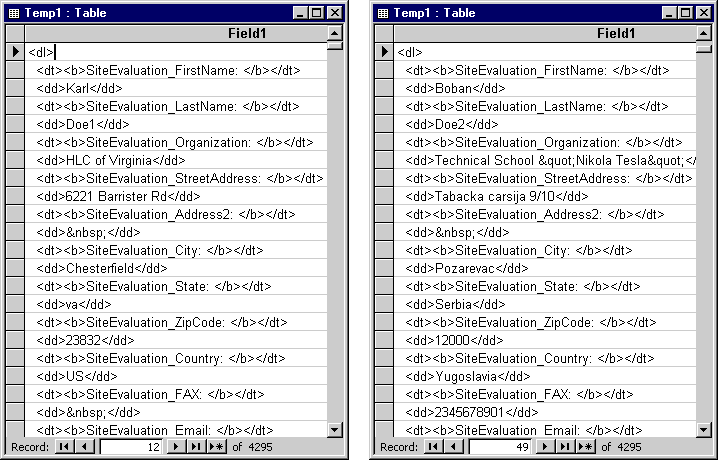 Temp1 : Table
Field1
<dl>
<dt><b>SiteEvaluation_FirstName: </b></dt>
<dd>Karl</dd>
<dt><b>SiteEvaluation_LastName: </b></dt>
<dd>Doe1</dd>
<dt><b>SiteEvaluation_Organization: </b></dt>
<dd>HLC of Virginia</dd>
<dt><b>SiteEvaluation_StreetAddress: </b></dt>
<dd>6221 Barrister Rd</dd>
<dt><b>SiteEvaluation_Address2: </b></dt>
<dd>&nbsp;</dd>
<dt><b>SiteEvaluation_City: </b></dt>
<dd>Chesterfield</dd>
<dt><b>SiteEvaluation_State: </b></dt>
<dd>va</dd>
<dt><b>SiteEvaluation_ZipCode: </b></dt>
<dd>23832</dd>
<dt><b>SiteEvaluation_Country: </b></dt>
<dd>US</dd>
<dt><b>SiteEvaluation_FAX: </b></dt>
<dd>&nbsp;</dd>
<dt><b>SiteEvaluation_Email: </b></dt>
Record: 12 of 4295
Temp1 : Table
Field1
<dl>
<dt><b>SiteEvaluation_FirstName: </b></dt>
<dd>Boban</dd>
<dt><b>SiteEvaluation_LastName: </b></dt>
<dd>Doe2</dd>
<dt><b>SiteEvaluation_Organization: </b></dt>
<dd>Technical School &quot;Nikola Tesla&quot;</
<dt><b>SiteEvaluation_StreetAddress: </b></dt>
<dd>Tabacka carsija 9/10</dd>
<dt><b>SiteEvaluation_Address2: </b></dt>
<dd>&nbsp;</dd>
<dt><b>SiteEvaluation_City: </b></dt>
<dd>Pozarevac</dd>
<dt><b>SiteEvaluation_State: </b></dt>
<dd>Serbia</dd>
<dt><b>SiteEvaluation_ZipCode: </b></dt>
<dd>12000</dd>
<dt><b>SiteEvaluation_Country: </b></dt>
<dd>Yugoslavia</dd>
<dt><b>SiteEvaluation_FAX: </b></dt>
<dd>2345678901</dd>
<dt><b>SiteEvaluation_Email: </b></dt>
Record: 49 of 4295